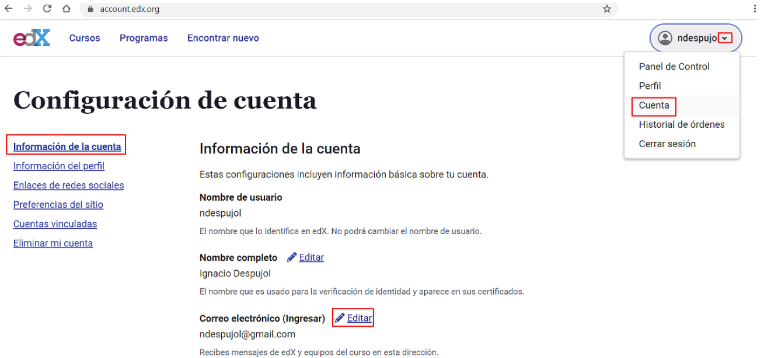 account.edx.org
edX
Cursos
Programas
Encontrar nuevo
ndespujol
Panel de Control
Perfil
Cuenta
Historial de órdenes
Cerrar sesión
Configuración de cuenta
Información de la cuenta
Información del perfil
Enlaces de redes sociales
Preferencias del sitio
Cuentas vinculadas
Eliminar mi cuenta
Información de la cuenta
Estas configuraciones incluyen información básica sobre tu cuenta.
Nombre de usuario
ndespujol
El nombre que lo identifica en edX. No podrá cambiar el nombre de usuario.
Nombre completo Editar
Ignacio Despujol
El nombre que es usado para la verificación de identidad y aparece en sus certificados.
Correo electrónico (Ingresar) Editar
ndespujol@gmail.com
Recibes mensajes de edX y equipos del curso en esta dirección.